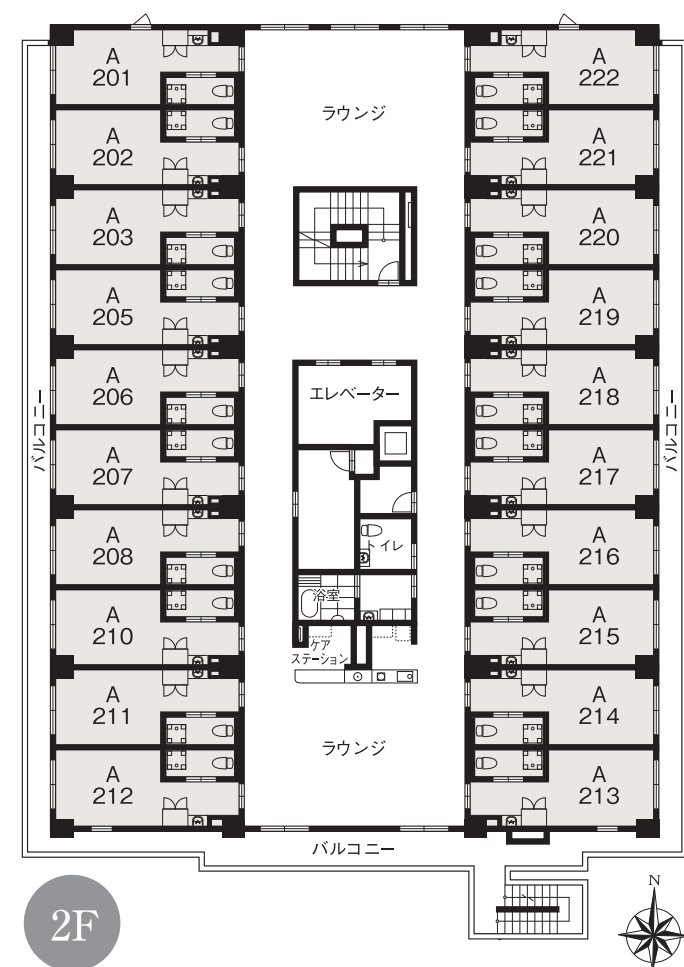 A
201
A
202
A
203
A
205
A
206
A
207
A
208
A
210
A
211
A
212
ラウンジ
エレベーター
トイレ
浴室
ケア
ステーション
ラウンジ
バルコニー
バルコニー
バルコニー
A
222
A
221
A
220
A
219
A
218
A
217
A
216
A
215
A
214
A
213
2F
N